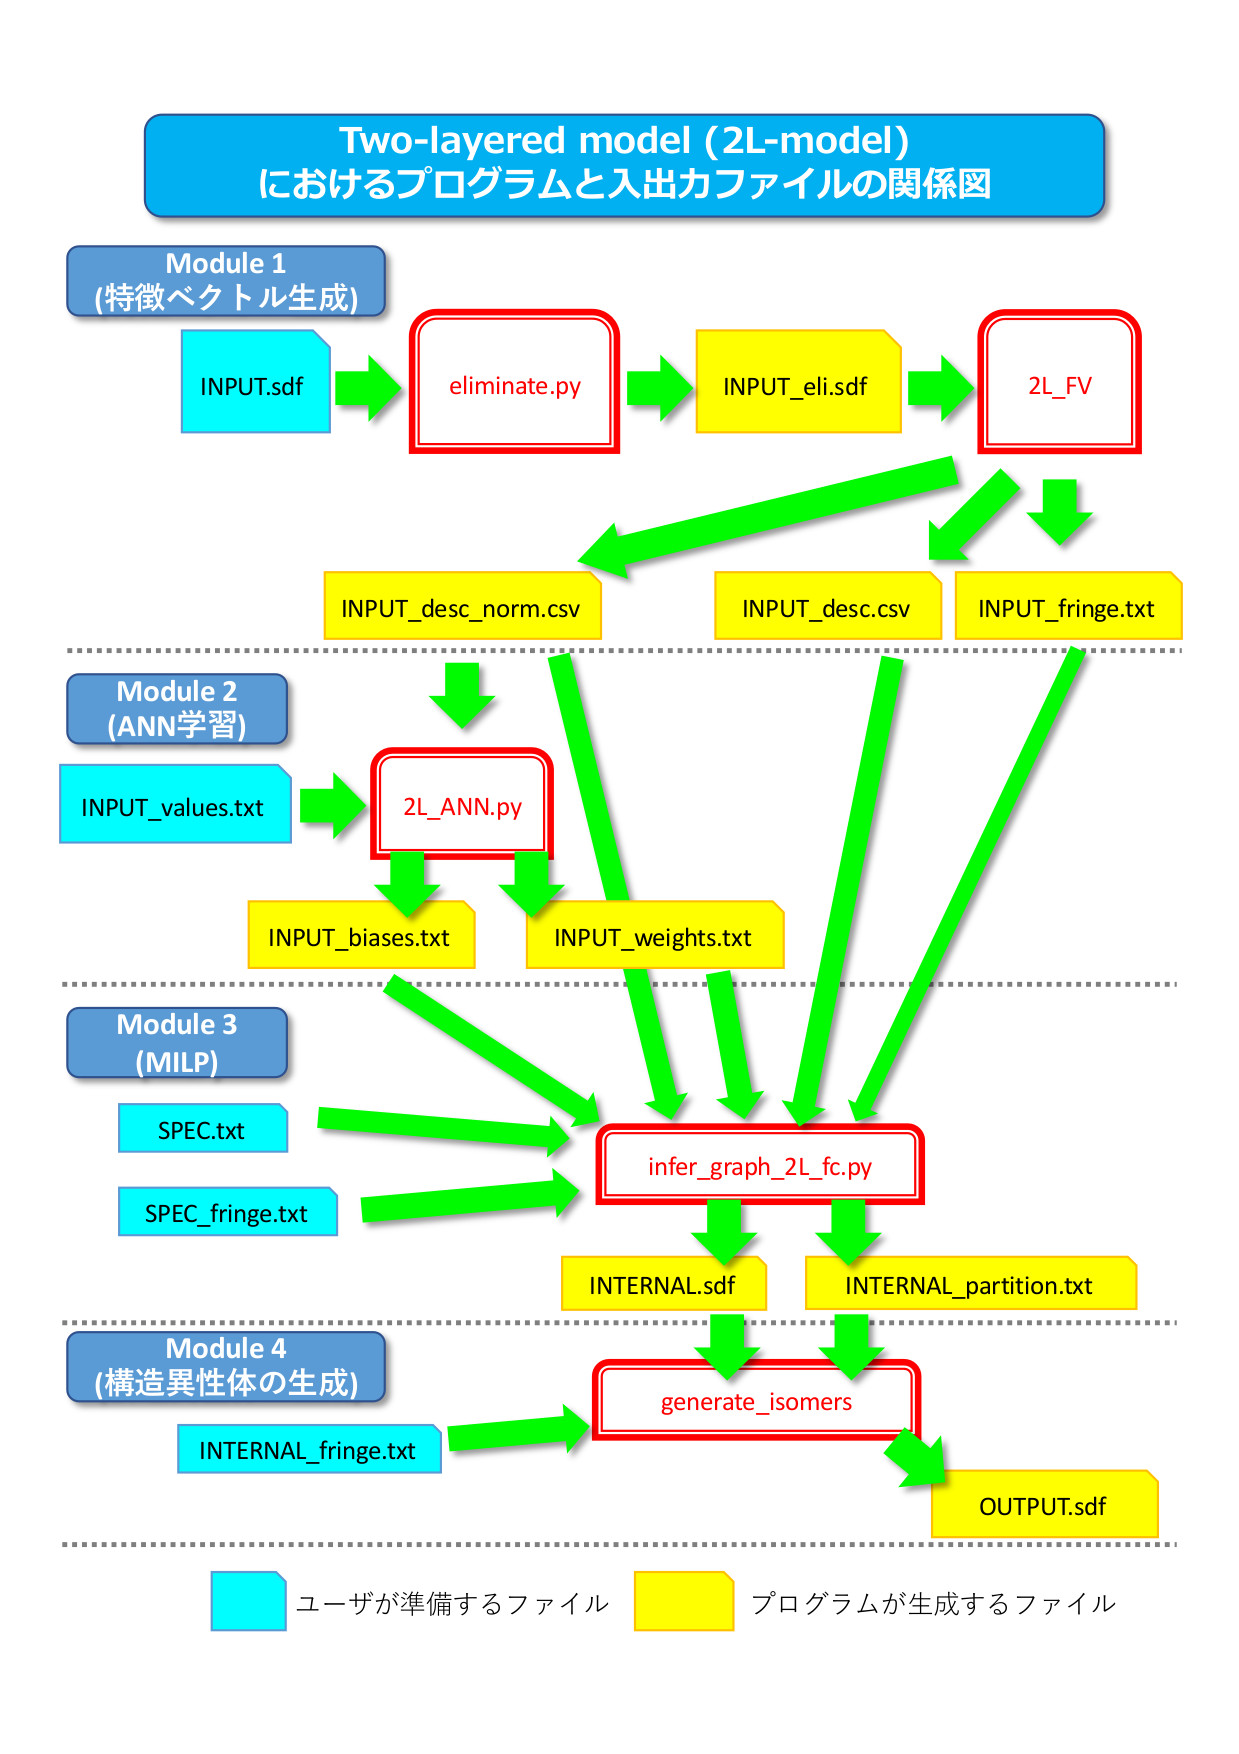 Two-layered model (2L-model)
におけるプログラムと入出力ファイルの関係図
Module 1
(特徴ベクトル生成)
INPUT.sdf
eliminate.py
INPUT_eli.sdf
2L_FV
INPUT_desc_norm.csv
INPUT_desc.csv
INPUT_fringe.txt
Module 2
(ANN学習)
INPUT_values.txt
2L_ANN.py
INPUT_biases.txt
INPUT_weights.txt
Module 3
(MILP)
SPEC.txt
infer_graph_2L_fc.py
SPEC_fringe.txt
INTERNAL.sdf
INTERNAL_partition.txt
Module 4
(構造異性体の生成)
generate_isomers
INTERNAL_fringe.txt
OUTPUT.sdf
ユーザが準備するファイル
プログラムが生成するファイル